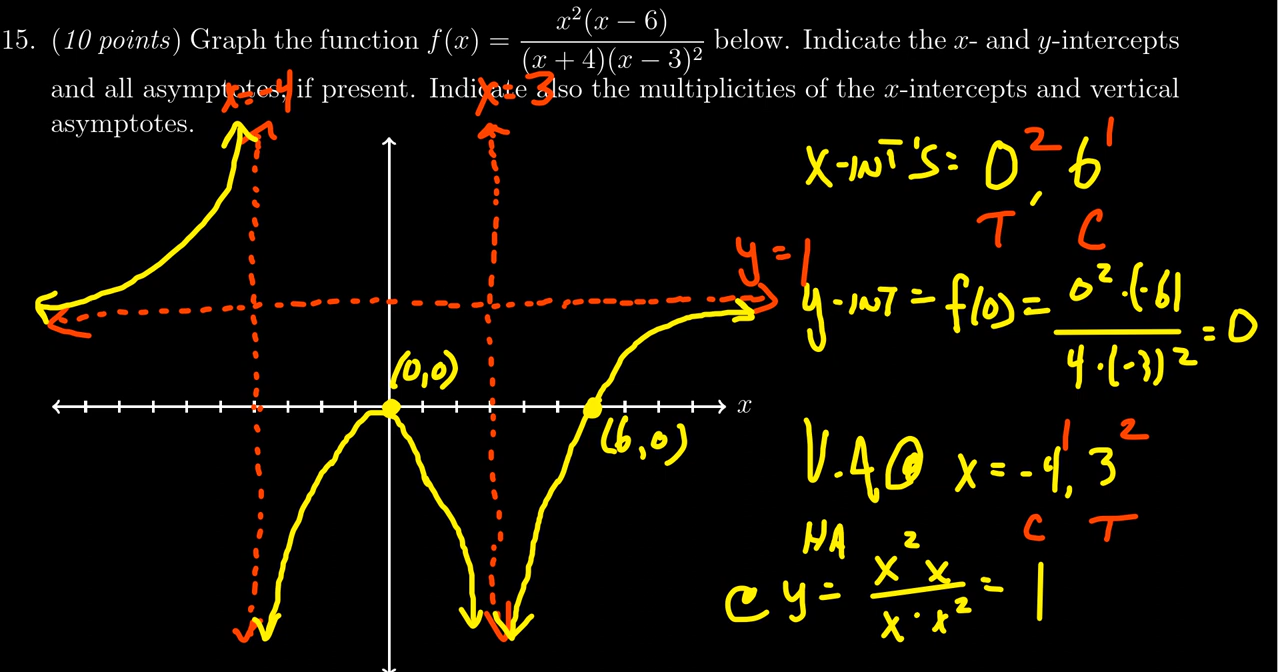 15. (10 points) Graph the function f(x) = x²(x − 6) / (x + 4)(x − 3)² below. Indicate the x- and y-intercepts
and all asymptotes, if present. Indicate also the multiplicities of the x-intercepts and vertical
asymptotes.
x=-4
x=3
x-INT'S: 0², 6¹
T C
y=1
y-INT = f(0) = 0²·(-6) / 4·(-3)² = 0
(0,0)
x
(6,0)
V.A @ x = -4¹, 3²
C T
HA
@ y = x² x / x · x² = 1